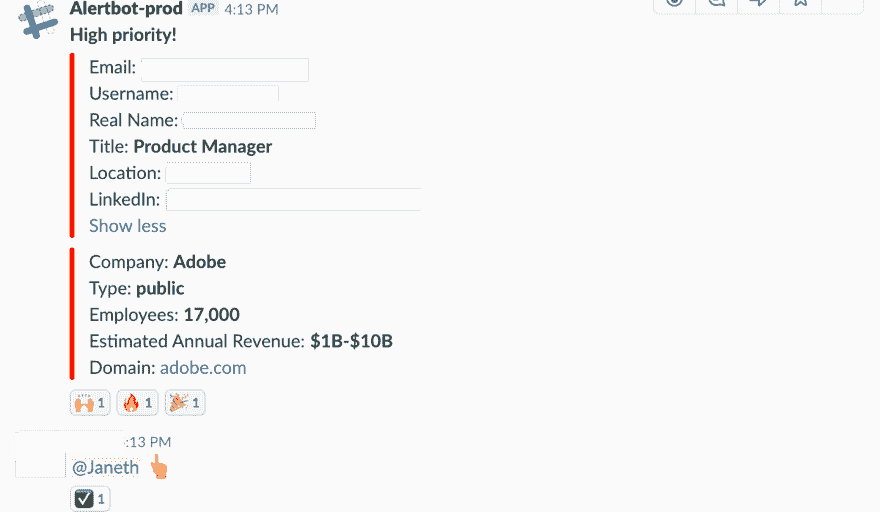 Alertbot-prod APP 4:13 PM
High priority!
Email:
Username:
Real Name:
Title: Product Manager
Location:
LinkedIn:
Show less
Company: Adobe
Type: public
Employees: 17,000
Estimated Annual Revenue: $1B-$10B
Domain: adobe.com
1 1 1
:13 PM
@Janeth
1